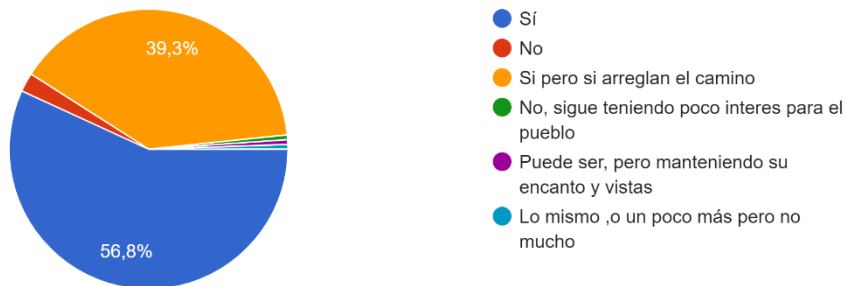 39,3%
56,8%
Sí
No
Si pero si arreglan el camino
No, sigue teniendo poco interes para el
pueblo
Puede ser, pero manteniendo su
encanto y vistas
Lo mismo ,o un poco más pero no
mucho